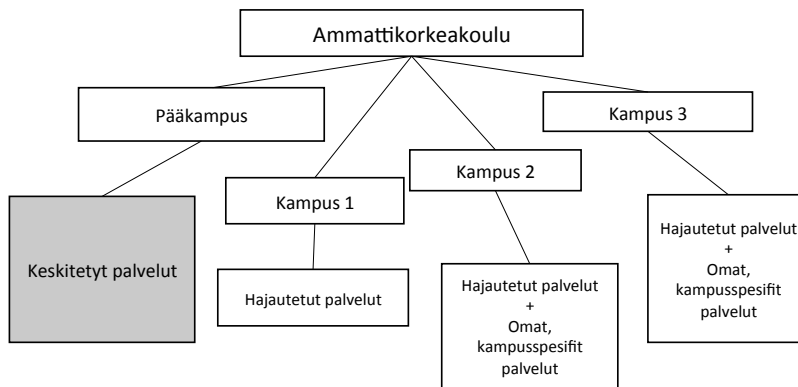 Ammattikorkeakoulu
Pääkampus
Kampus 3
Kampus 2
Kampus 1
Keskitetyt palvelut
Hajautetut palvelut
Hajautetut palvelut
+
Omat,
kampusspesifit
palvelut
Hajautetut palvelut
+
Omat,
kampusspesifit
palvelut